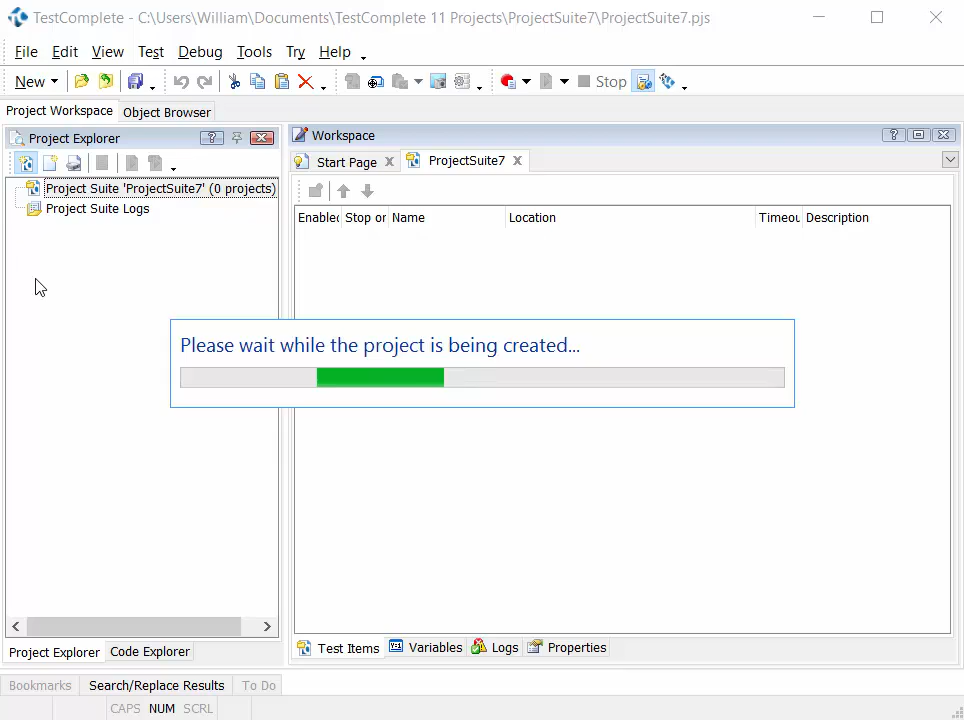 TestComplete - C:\Users\William\Documents\TestComplete 11 Projects\ProjectSuite7\ProjectSuite7.pjs
File Edit View Test Debug Tools Try Help
New Stop
Project Workspace Object Browser
Project Explorer
Workspace
Start Page ProjectSuite7
Project Suite 'ProjectSuite7' (0 projects)
Project Suite Logs
Enablec Stop or Name Location Timeou Description
Please wait while the project is being created...
Test Items Variables Logs Properties
Project Explorer Code Explorer
Bookmarks Search/Replace Results To Do
CAPS NUM SCRL